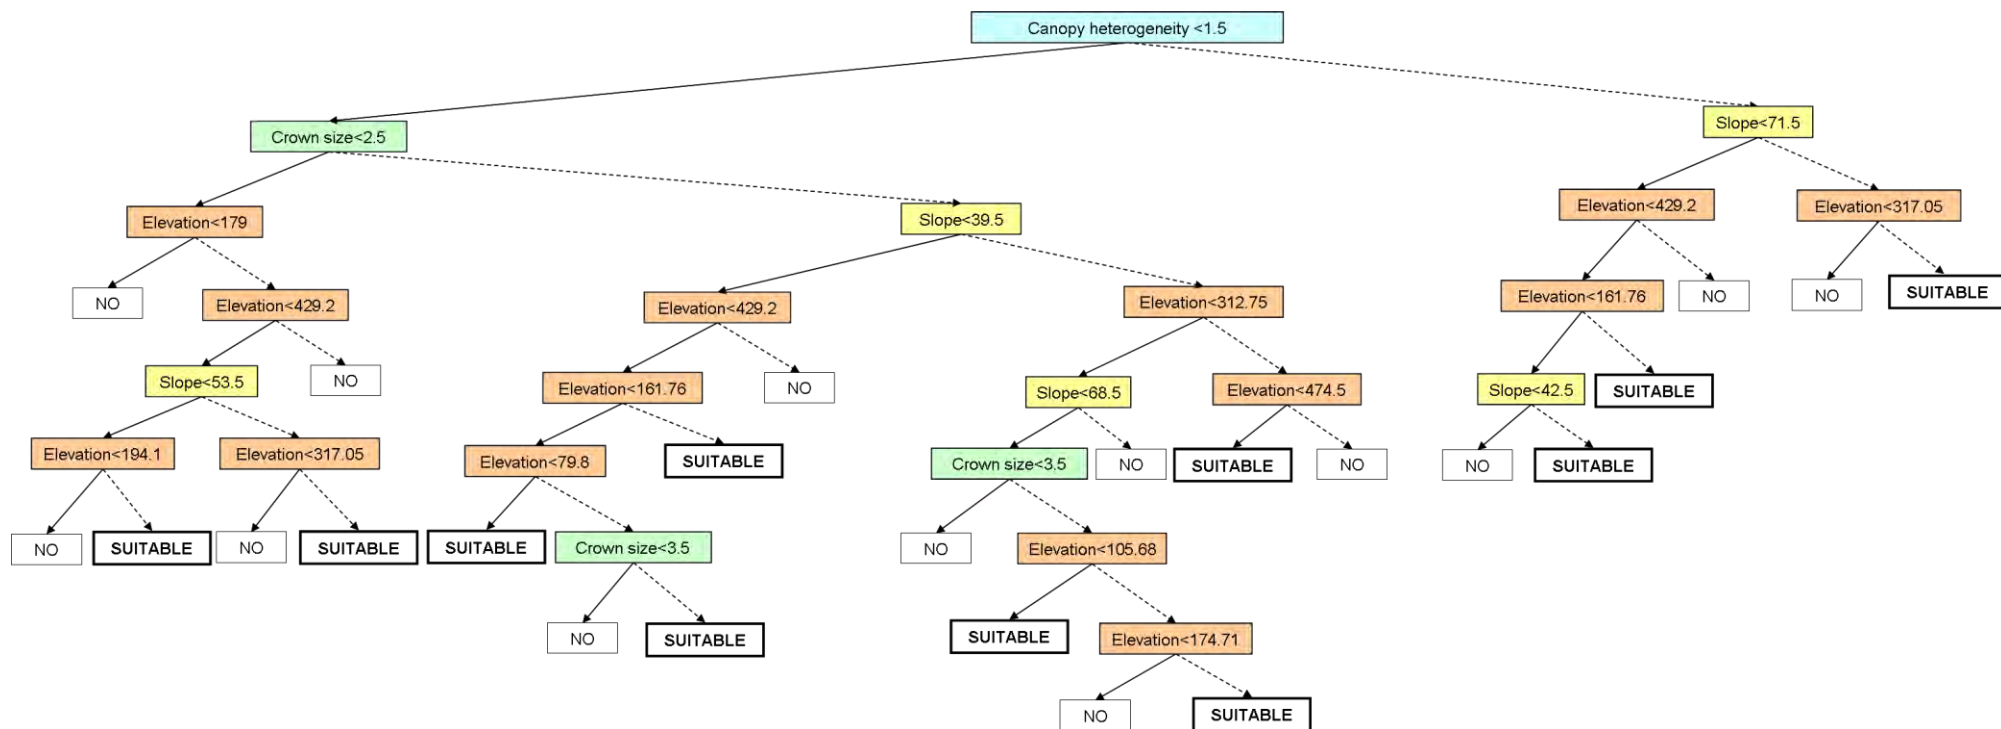 Canopy heterogeneity <1.5
Crown size<2.5
Slope<71.5
Elevation<179
Slope<39.5
Elevation<429.2
Elevation<317.05
NO
Elevation<429.2
Elevation<429.2
Elevation<312.75
Elevation<161.76
NO
NO
SUITABLE
Slope<53.5
NO
Elevation<161.76
NO
Slope<68.5
Elevation<474.5
Slope<42.5
SUITABLE
Elevation<194.1
Elevation<317.05
Elevation<79.8
SUITABLE
Crown size<3.5
NO
SUITABLE
NO
NO
SUITABLE
NO
SUITABLE
NO
SUITABLE
SUITABLE
Crown size<3.5
NO
Elevation<105.68
NO
SUITABLE
SUITABLE
Elevation<174.71
NO
SUITABLE